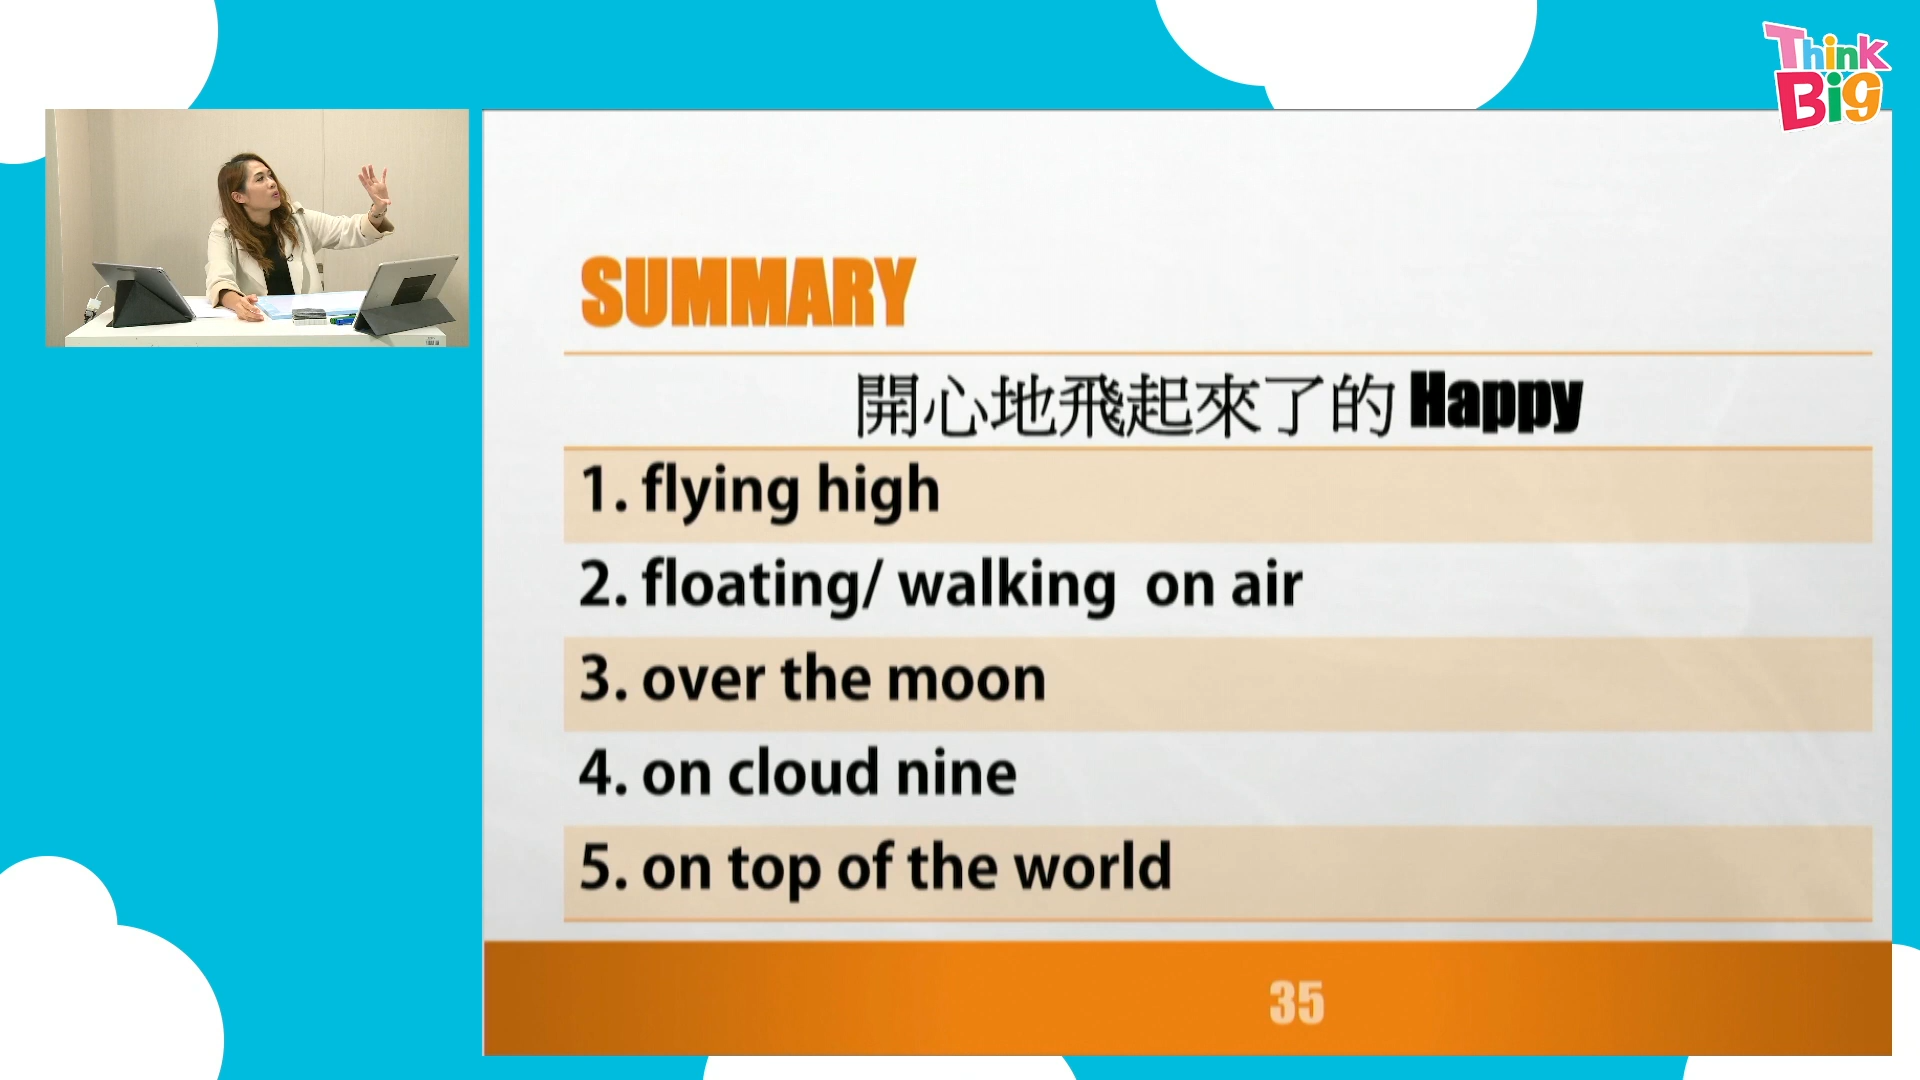 Think
Big
SUMMARY
開心地飛起來了的 Happy
1. flying high
2. floating/ walking on air
3. over the moon
4. on cloud nine
5. on top of the world
35